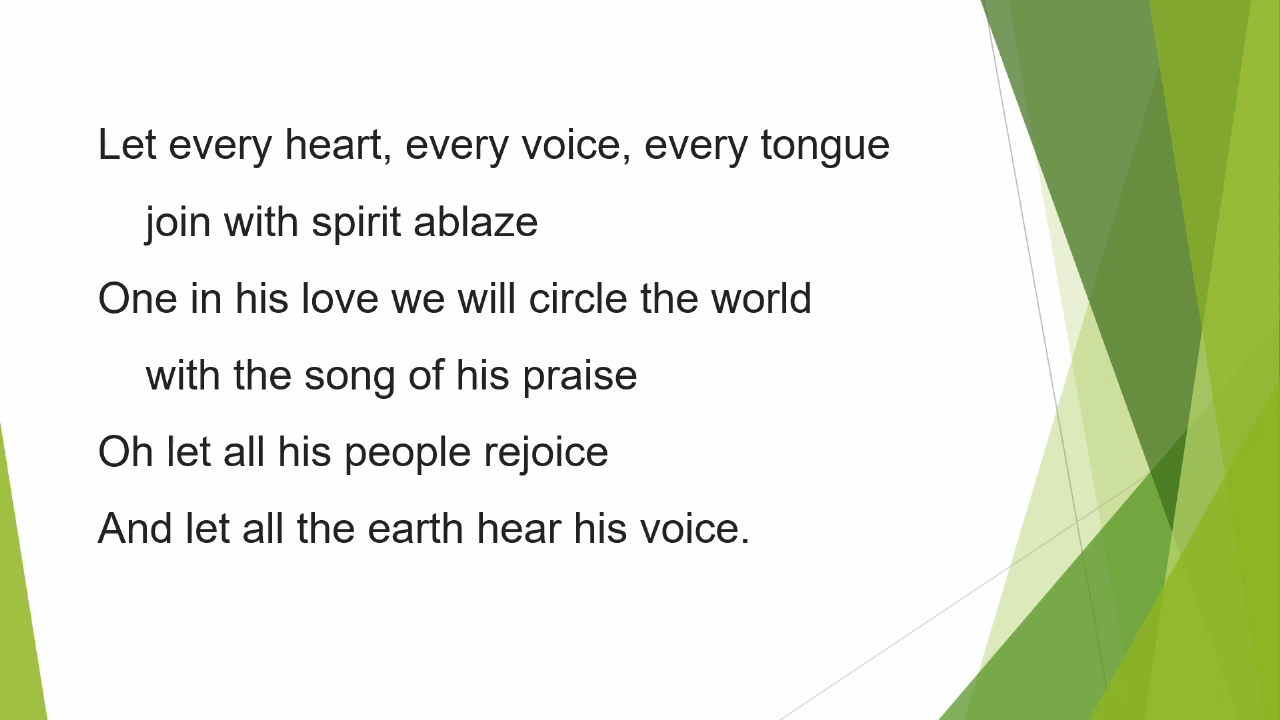 Let every heart, every voice, every tongue
join with spirit ablaze
One in his love we will circle the world
with the song of his praise
Oh let all his people rejoice
And let all the earth hear his voice.